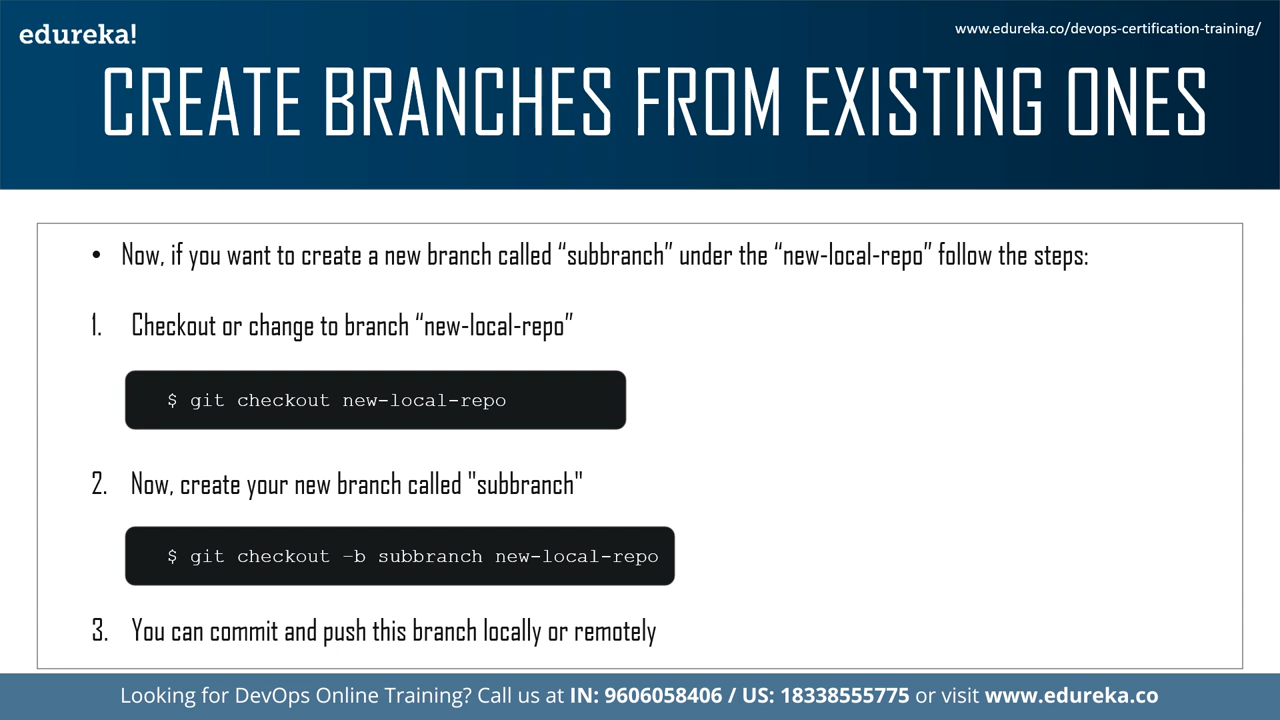 edureka!
www.edureka.co/devops-certification-training/
CREATE BRANCHES FROM EXISTING ONES
• Now, if you want to create a new branch called “subbranch” under the “new-local-repo” follow the steps:
1. Checkout or change to branch “new-local-repo”
$ git checkout new-local-repo
2. Now, create your new branch called "subbranch"
$ git checkout –b subbranch new-local-repo
3. You can commit and push this branch locally or remotely
Looking for DevOps Online Training? Call us at IN: 9606058406 / US: 18338555775 or visit www.edureka.co